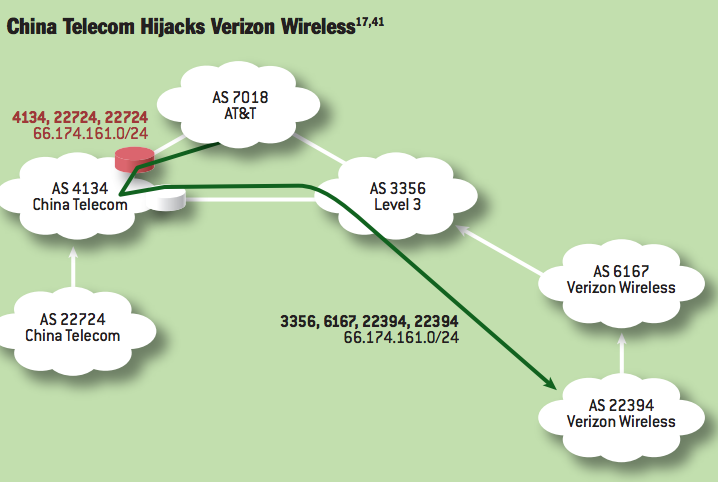 China Telecom Hijacks Verizon Wireless17,41
AS 7018
AT&T
4134, 22724, 22724
66.174.161.0/24
AS 4134
China Telecom
AS 3356
Level 3
AS 6167
Verizon Wireless
AS 22724
China Telecom
3356, 6167, 22394, 22394
66.174.161.0/24
AS 22394
Verizon Wireless